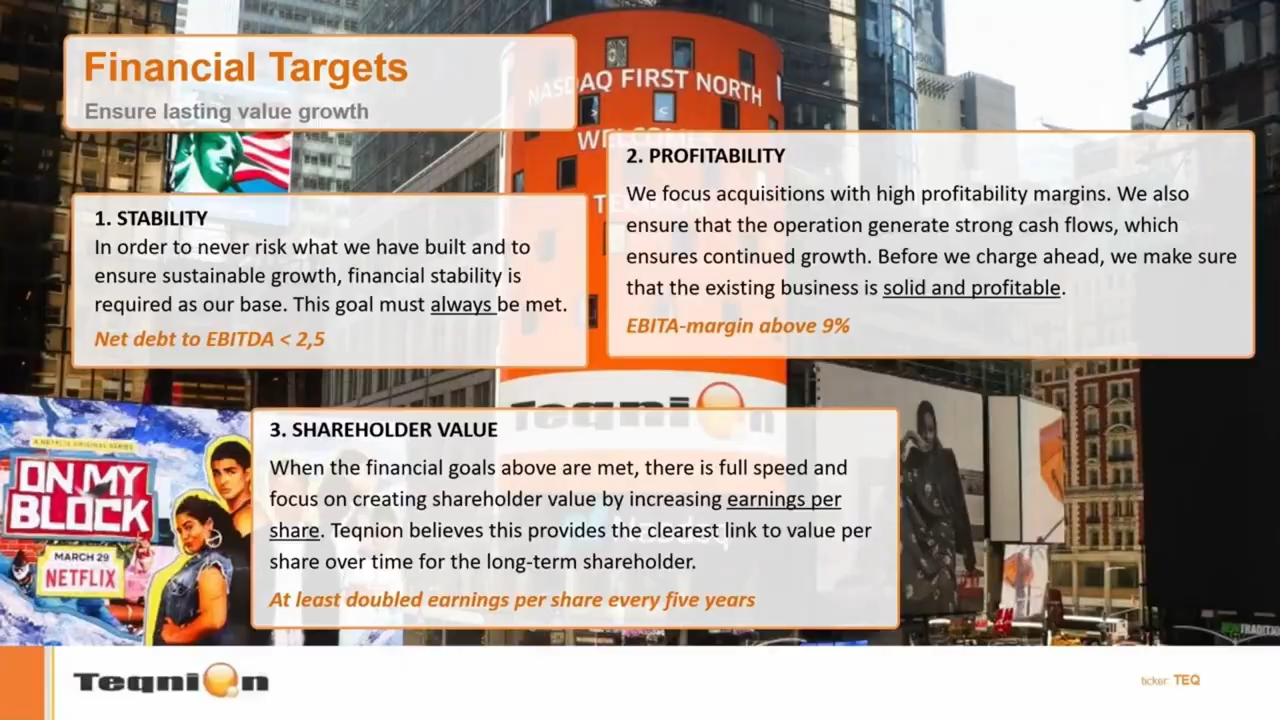 Financial Targets
Ensure lasting value growth
NASDAQ FIRST NORTH
WELCOME
1. STABILITY
In order to never risk what we have built and to
ensure sustainable growth, financial stability is
required as our base. This goal must always be met.
Net debt to EBITDA < 2,5
2. PROFITABILITY
We focus acquisitions with high profitability margins. We also
ensure that the operation generate strong cash flows, which
ensures continued growth. Before we charge ahead, we make sure
that the existing business is solid and profitable.
EBITA-margin above 9%
Teqnion
3. SHAREHOLDER VALUE
When the financial goals above are met, there is full speed and
focus on creating shareholder value by increasing earnings per
share. Teqnion believes this provides the clearest link to value per
share over time for the long-term shareholder.
At least doubled earnings per share every five years
A NETFLIX ORIGINAL SERIES
ON MY
BLOCK
MARCH 29
NETFLIX
Teqnion
ticker: TEQ